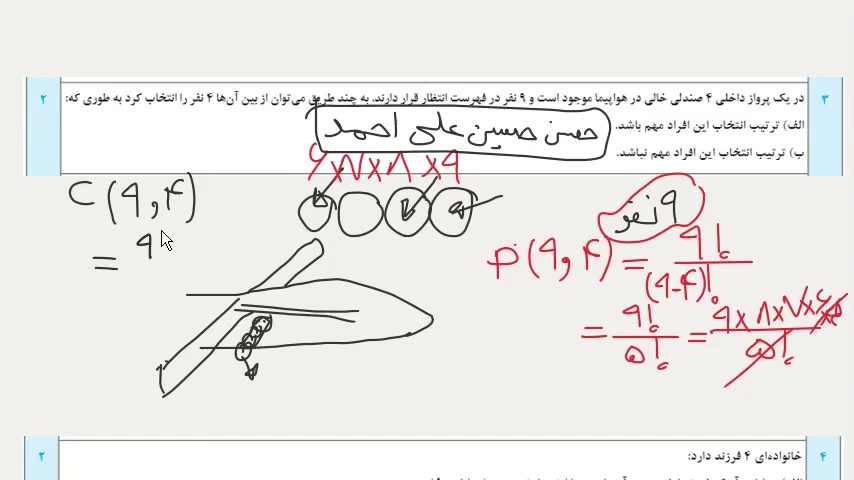 ۳ در یک پرواز داخلی ۴ صندلی خالی در هواپیما موجود است و ۹ نفر در فهرست انتظار قرار دارند. به چند طریق می‌توان از بین آن‌ها ۴ نفر را انتخاب کرد به طوری که: ۲
الف) ترتیب انتخاب این افراد مهم باشد.
ب) ترتیب انتخاب این افراد مهم نباشد.
حسن حسین علی احمد
۶×۷×۸×۹
۹ نفر
C(۹,۴)
= ۹
P(۹,۴) = ۹! / (۹-۴)!
= ۹! / ۵! = ۹×۸×۷×۶×۵! / ۵!
۴ خانواده‌ای ۴ فرزند دارد: ۲